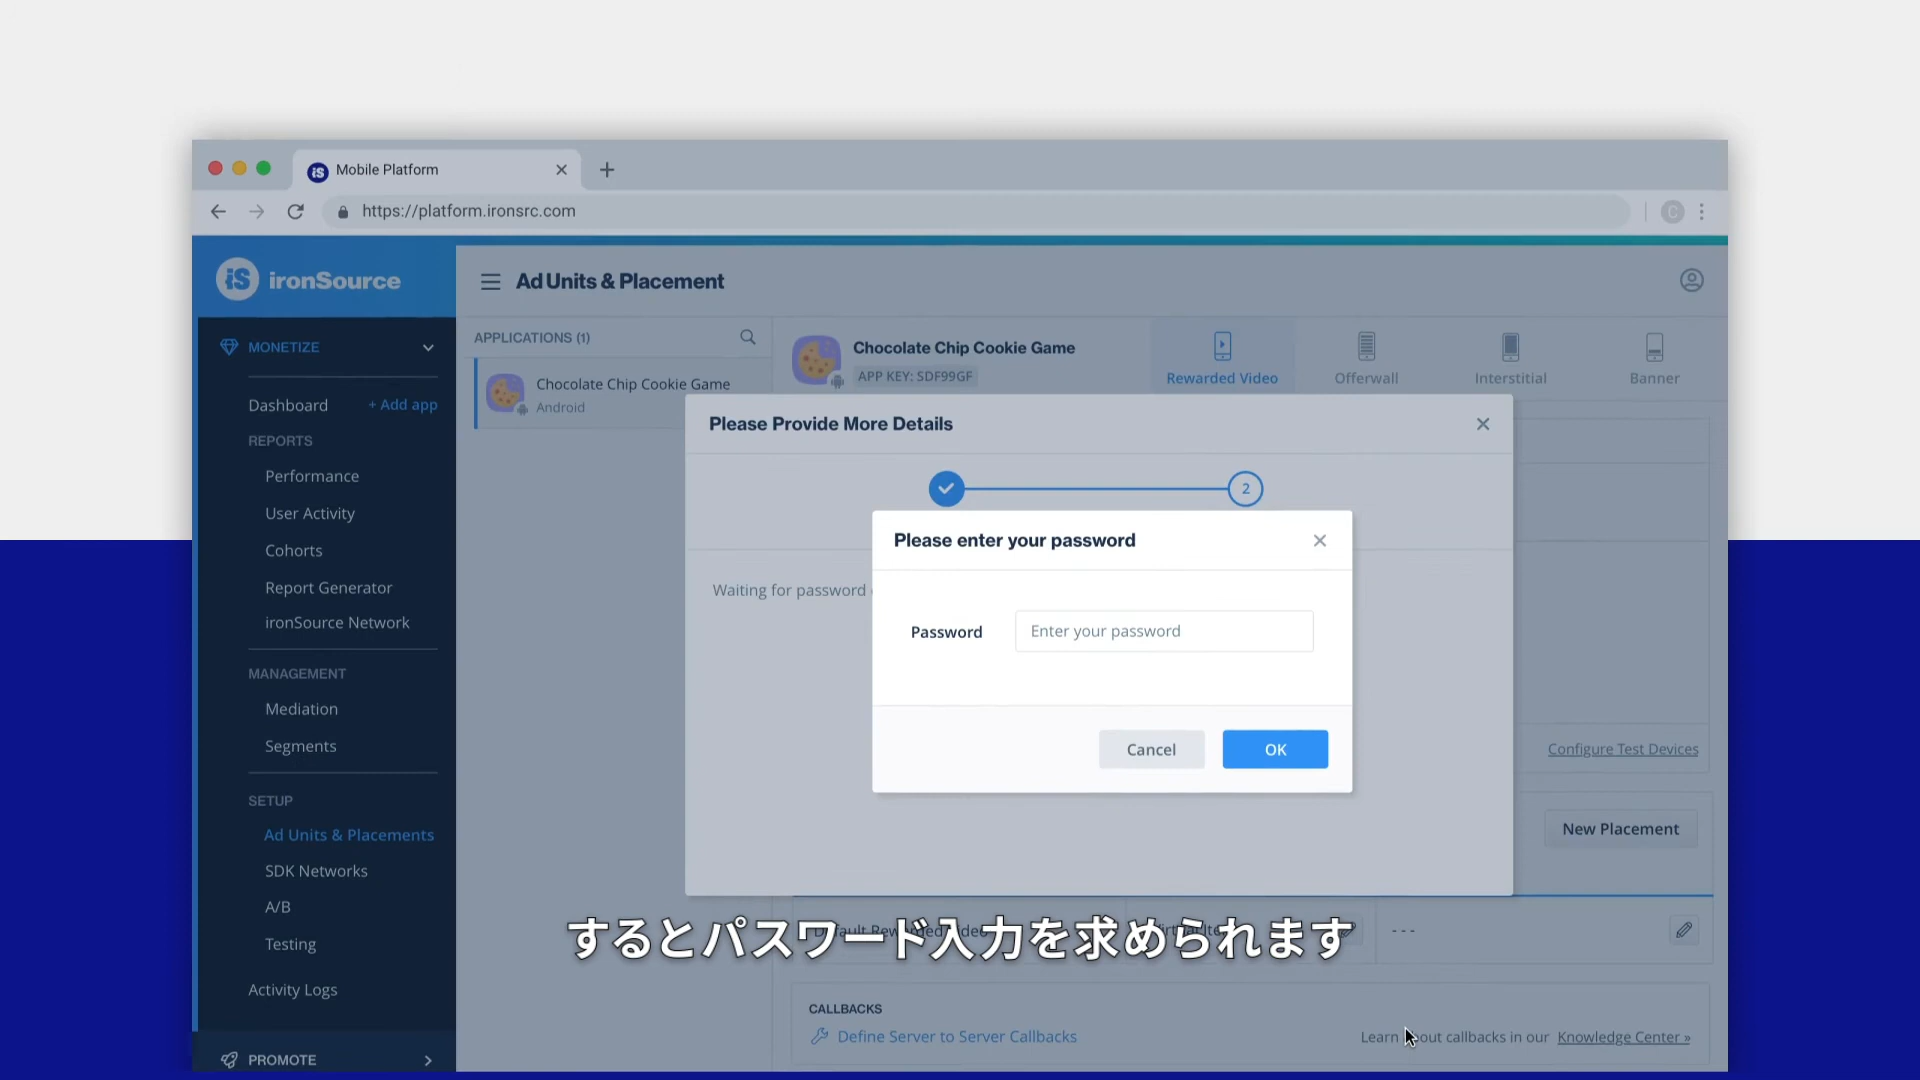 Mobile Platform
https://platform.ironsrc.com
C
iS ironSource
Ad Units & Placement
MONETIZE
Dashboard + Add app
REPORTS
Performance
User Activity
Cohorts
Report Generator
ironSource Network
MANAGEMENT
Mediation
Segments
SETUP
Ad Units & Placements
SDK Networks
A/B
Testing
Activity Logs
PROMOTE
APPLICATIONS (1)
Chocolate Chip Cookie Game
Android
Chocolate Chip Cookie Game
APP KEY: SDF99GF
Rewarded Video
Offerwall
Interstitial
Banner
Please Provide More Details
2
Waiting for password
Please enter your password
Password
Enter your password
Cancel
OK
Configure Test Devices
New Placement
- - -
するとパスワード入力を求められます
CALLBACKS
Define Server to Server Callbacks
Learn about callbacks in our Knowledge Center »